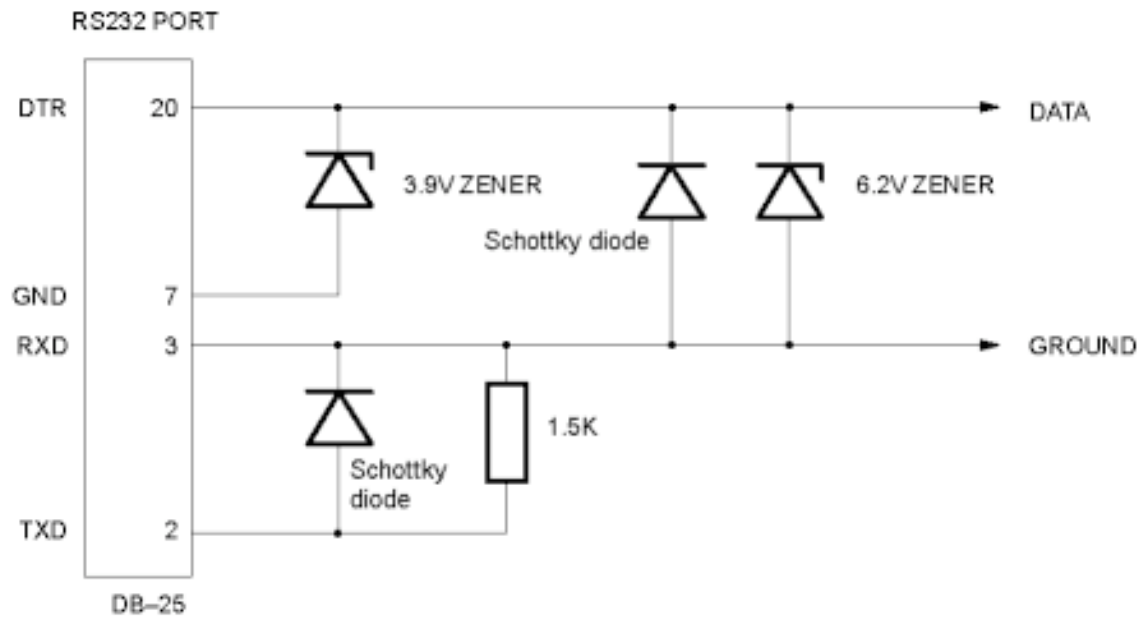 RS232 PORT
DTR 20 DATA
3.9V ZENER 6.2V ZENER
Schottky diode
GND 7
RXD 3 GROUND
1.5K
Schottky
diode
TXD 2
DB–25